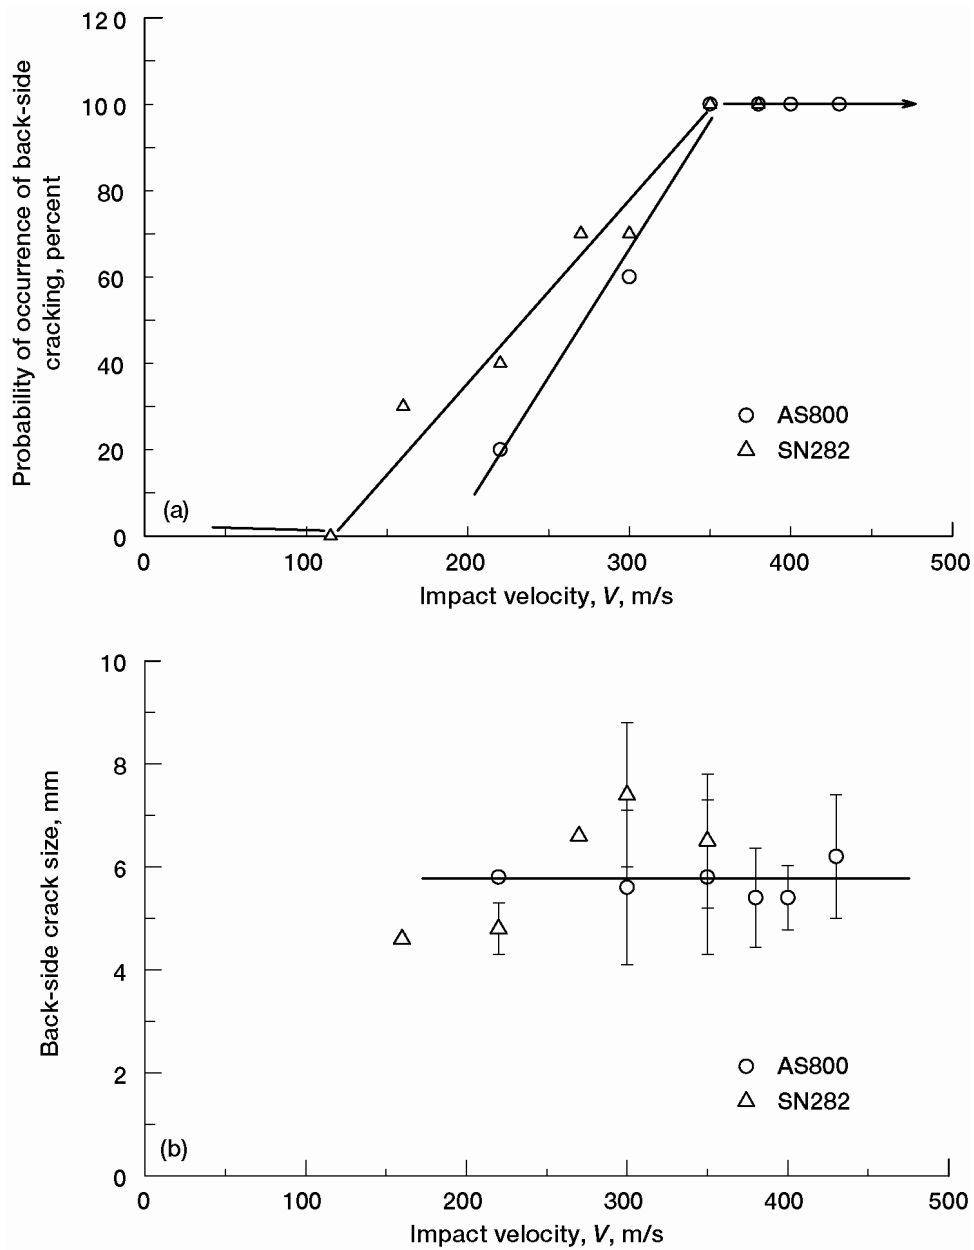 120
100
80
60
40
20
0
Probability of occurrence of back-side
cracking, percent
AS800
SN282
(a)
0 100 200 300 400 500
Impact velocity, V, m/s
10
8
6
4
2
0
Back-side crack size, mm
AS800
SN282
(b)
0 100 200 300 400 500
Impact velocity, V, m/s